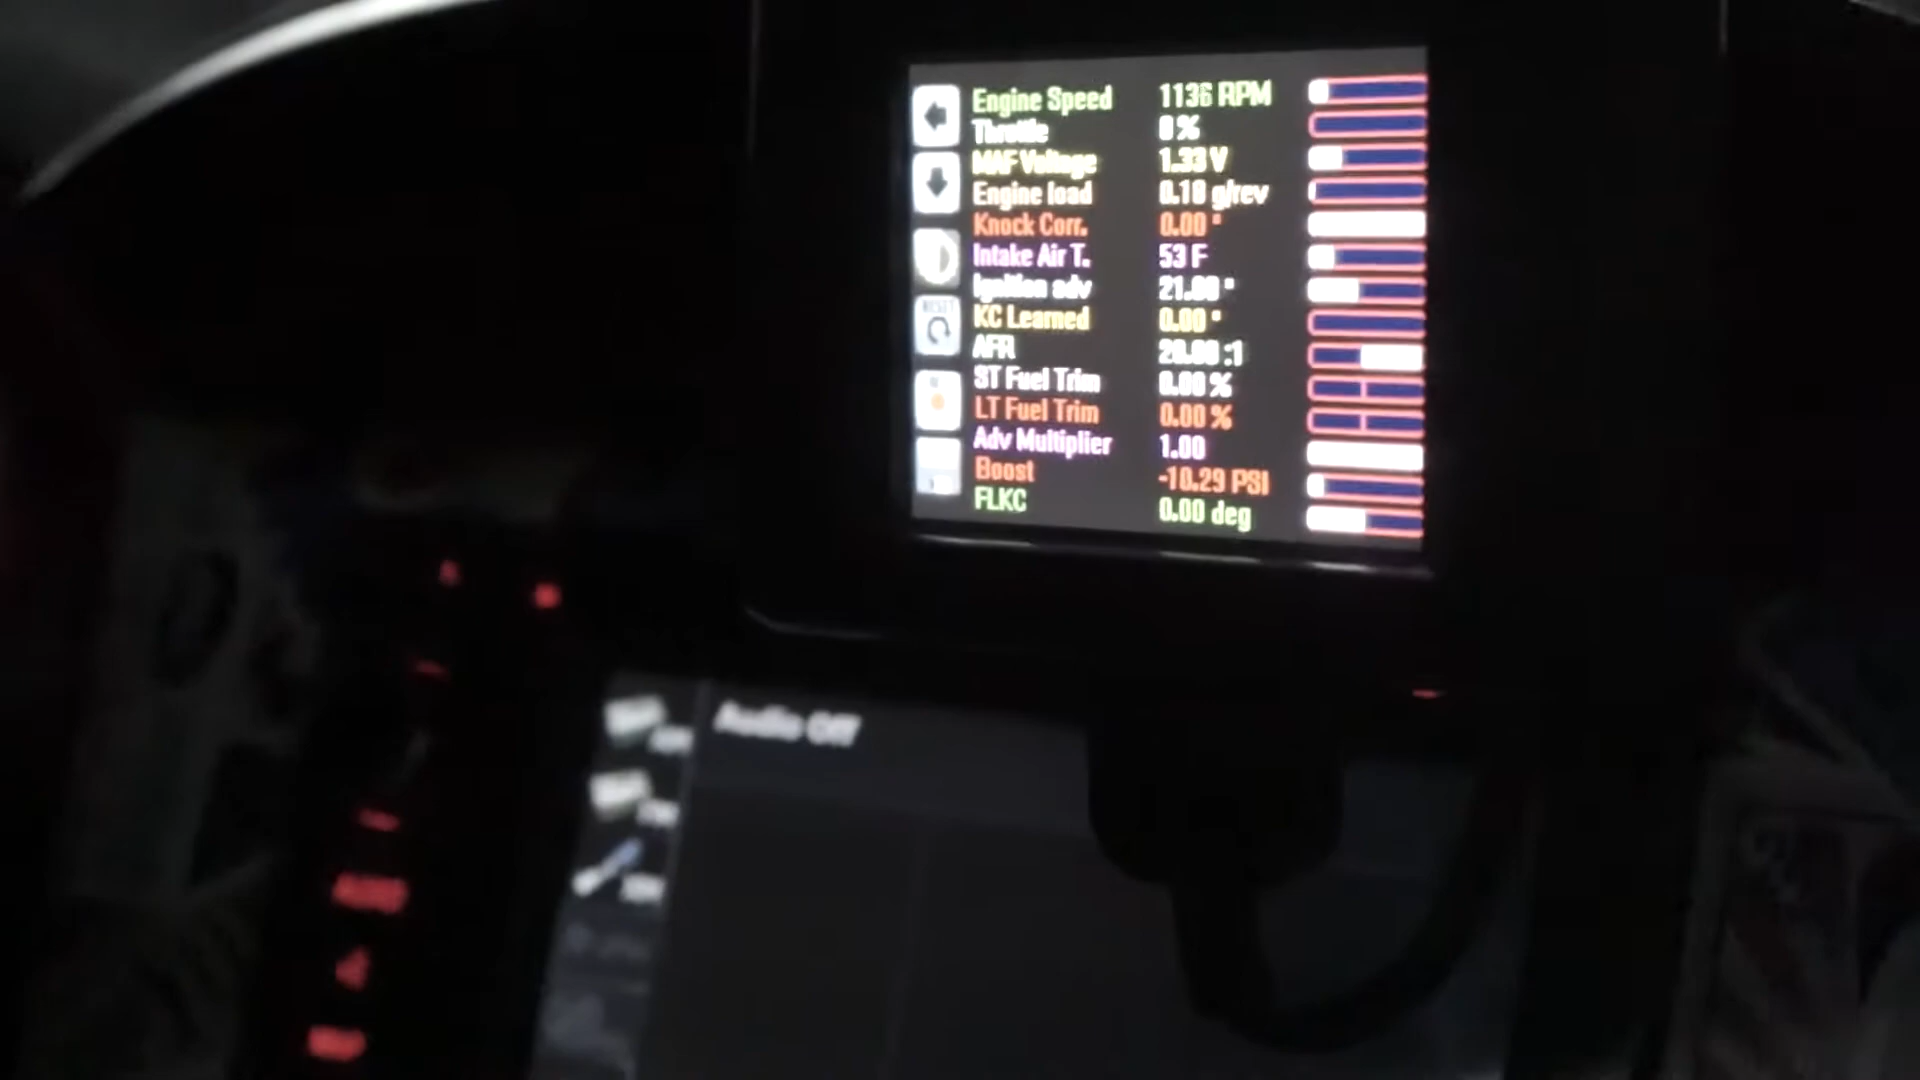 Engine Speed 1136 RPM
Throttle 0 %
MAF Voltage 1.33 V
Engine load 0.18 g/rev
Knock Corr. 0.00 °
Intake Air T. 53 F
Ignition adv 21.00 °
RESET
KC Learned 0.00 °
AFR 20.00 :1
ST Fuel Trim 0.00 %
LT Fuel Trim 0.00 %
Adv Multiplier 1.00
Boost -10.29 PSI
FLKC 0.00 deg
Audio Off
AUDIO